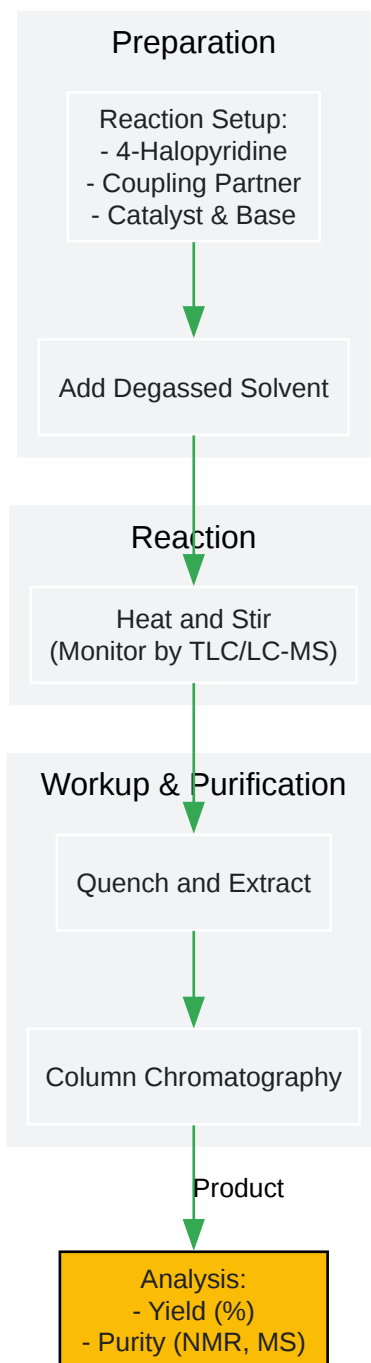 Preparation
Reaction Setup:
- 4-Halopyridine
- Coupling Partner
- Catalyst & Base
Add Degassed Solvent
Reaction
Heat and Stir
(Monitor by TLC/LC-MS)
Workup & Purification
Quench and Extract
Column Chromatography
Product
Analysis:
- Yield (%)
- Purity (NMR, MS)